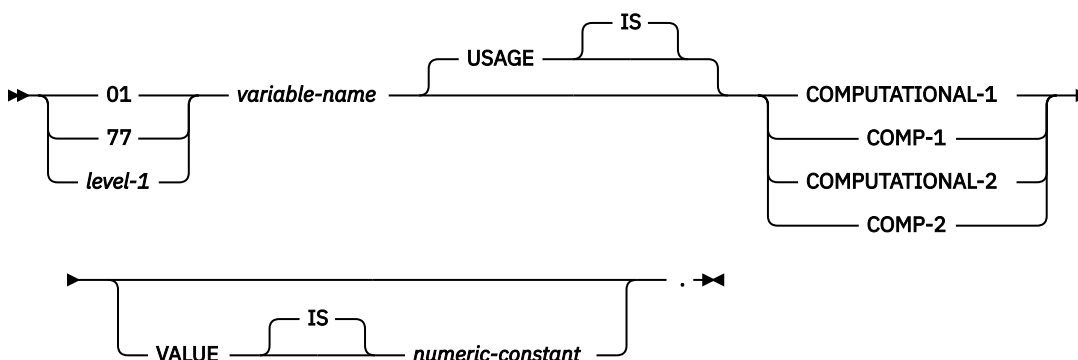 IS
USAGE
01 variable-name COMPUTATIONAL-1
77 COMP-1
level-1 COMPUTATIONAL-2
COMP-2
.
IS
VALUE numeric-constant